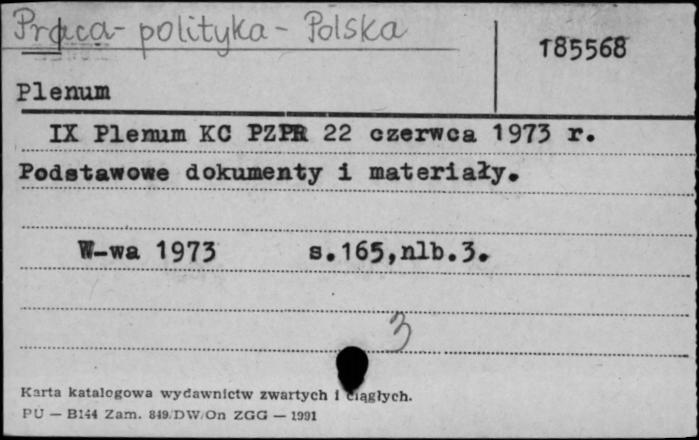 Praca - polityka - Polska
185568
Plenum
IX Plenum KC PZPR 22 czerwca 1973 r.
Podstawowe dokumenty i materiały.
W-wa 1973 s.165,nlb.3.
3
Karta katalogowa wydawnictw zwartych i ciągłych.
PU — B144 Zam. 849/DW/On ZGG — 1991